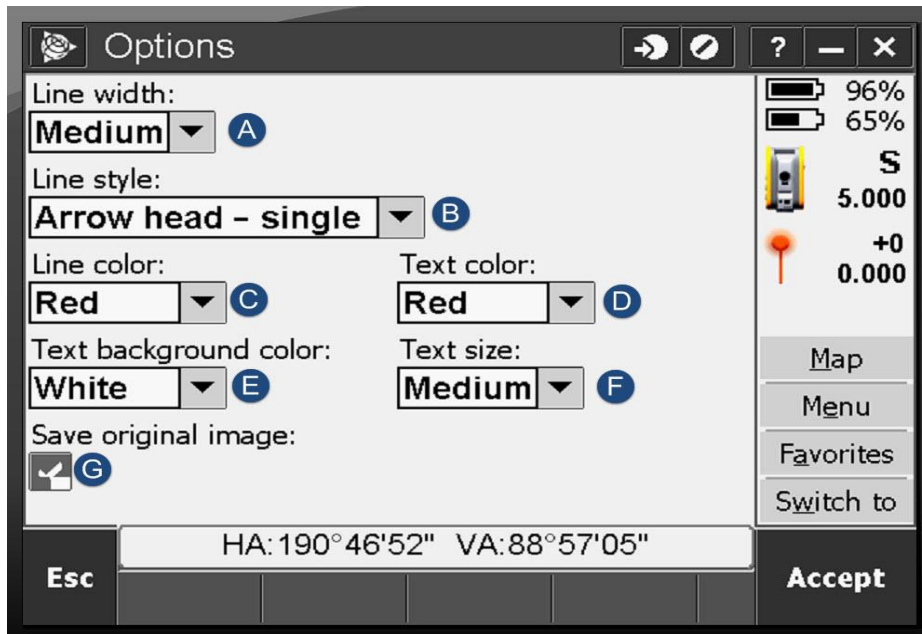 Options
?
96%
65%
Line width:
Medium A
S
5.000
Line style:
Arrow head - single B
+0
0.000
Line color: Text color:
Red C Red D
Text background color: Text size:
White E Medium F
Save original image:
G
Map
Menu
Favorites
Switch to
HA:190°46'52" VA:88°57'05"
Esc
Accept